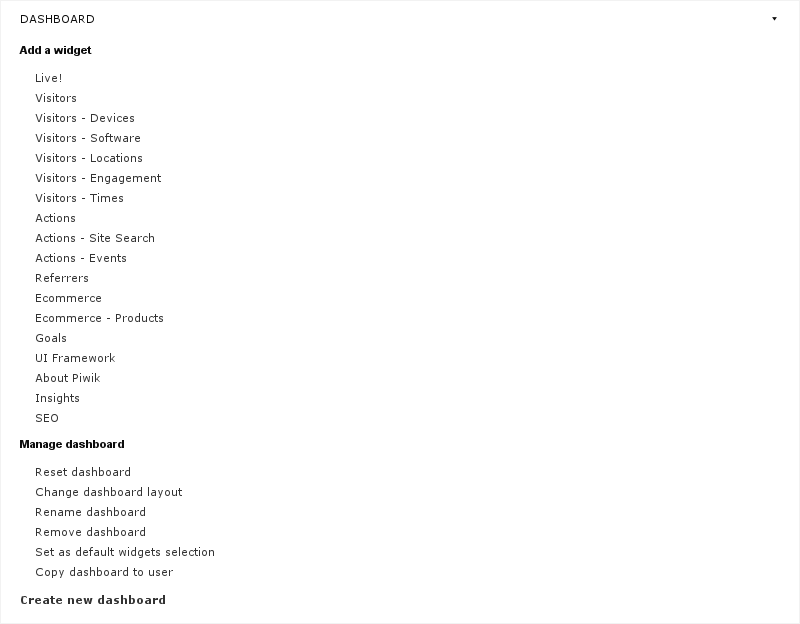 DASHBOARD
Add a widget
Live!
Visitors
Visitors - Devices
Visitors - Software
Visitors - Locations
Visitors - Engagement
Visitors - Times
Actions
Actions - Site Search
Actions - Events
Referrers
Ecommerce
Ecommerce - Products
Goals
UI Framework
About Piwik
Insights
SEO
Manage dashboard
Reset dashboard
Change dashboard layout
Rename dashboard
Remove dashboard
Set as default widgets selection
Copy dashboard to user
Create new dashboard